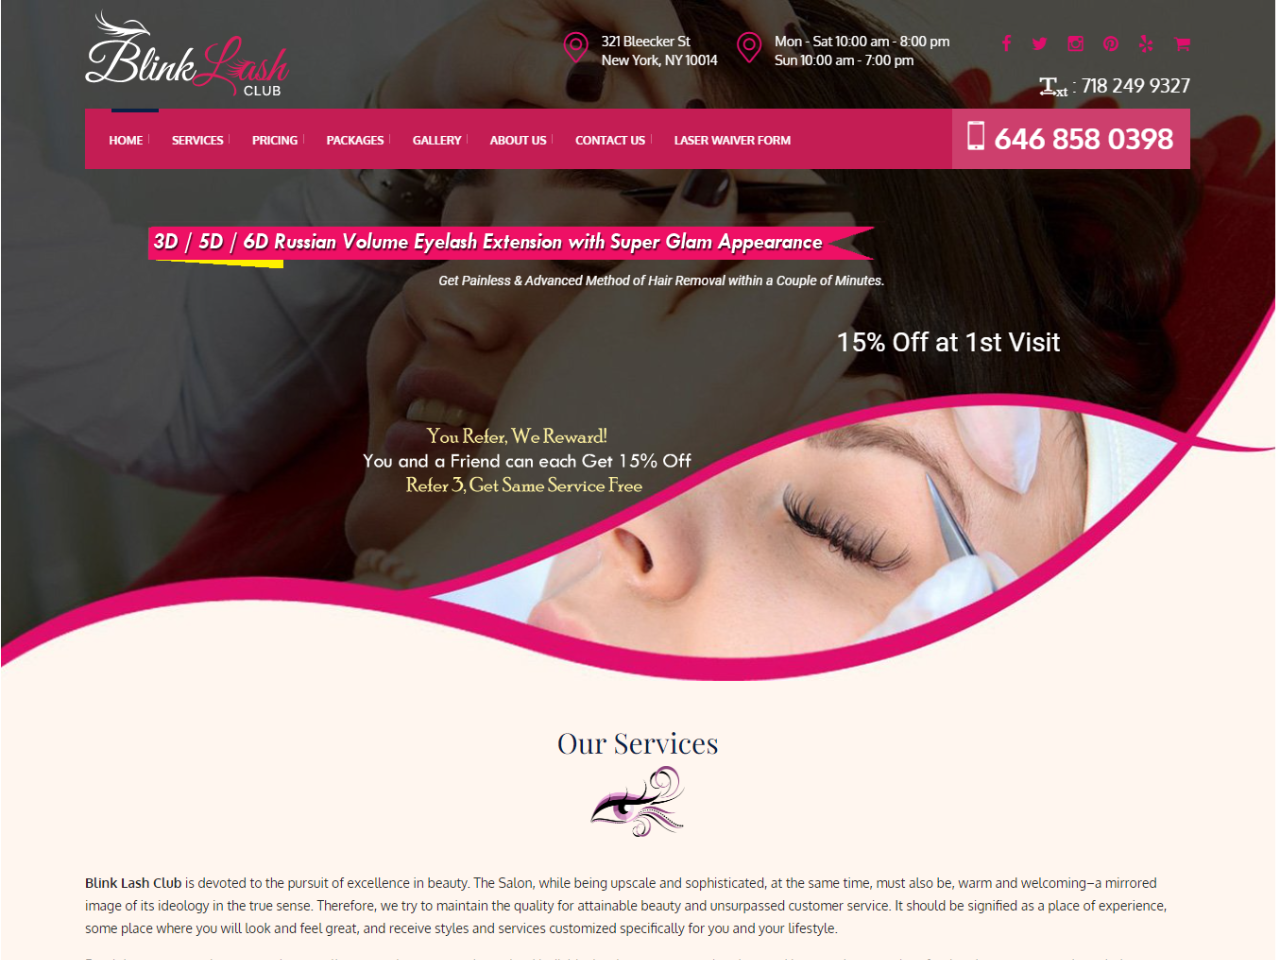 Blink Lash
CLUB
321 Bleecker St
New York, NY 10014
Mon - Sat 10:00 am - 8:00 pm
Sun 10:00 am - 7:00 pm
Txt : 718 249 9327
HOME
SERVICES
PRICING
PACKAGES
GALLERY
ABOUT US
CONTACT US
LASER WAIVER FORM
646 858 0398
3D / 5D / 6D Russian Volume Eyelash Extension with Super Glam Appearance
Get Painless & Advanced Method of Hair Removal within a Couple of Minutes.
15% Off at 1st Visit
You Refer, We Reward!
You and a Friend can each Get 15% Off
Refer 3, Get Same Service Free
Our Services
Blink Lash Club is devoted to the pursuit of excellence in beauty. The Salon, while being upscale and sophisticated, at the same time, must also be, warm and welcoming–a mirrored
image of its ideology in the true sense. Therefore, we try to maintain the quality for attainable beauty and unsurpassed customer service. It should be signified as a place of experience,
some place where you will look and feel great, and receive styles and services customized specifically for you and your lifestyle.